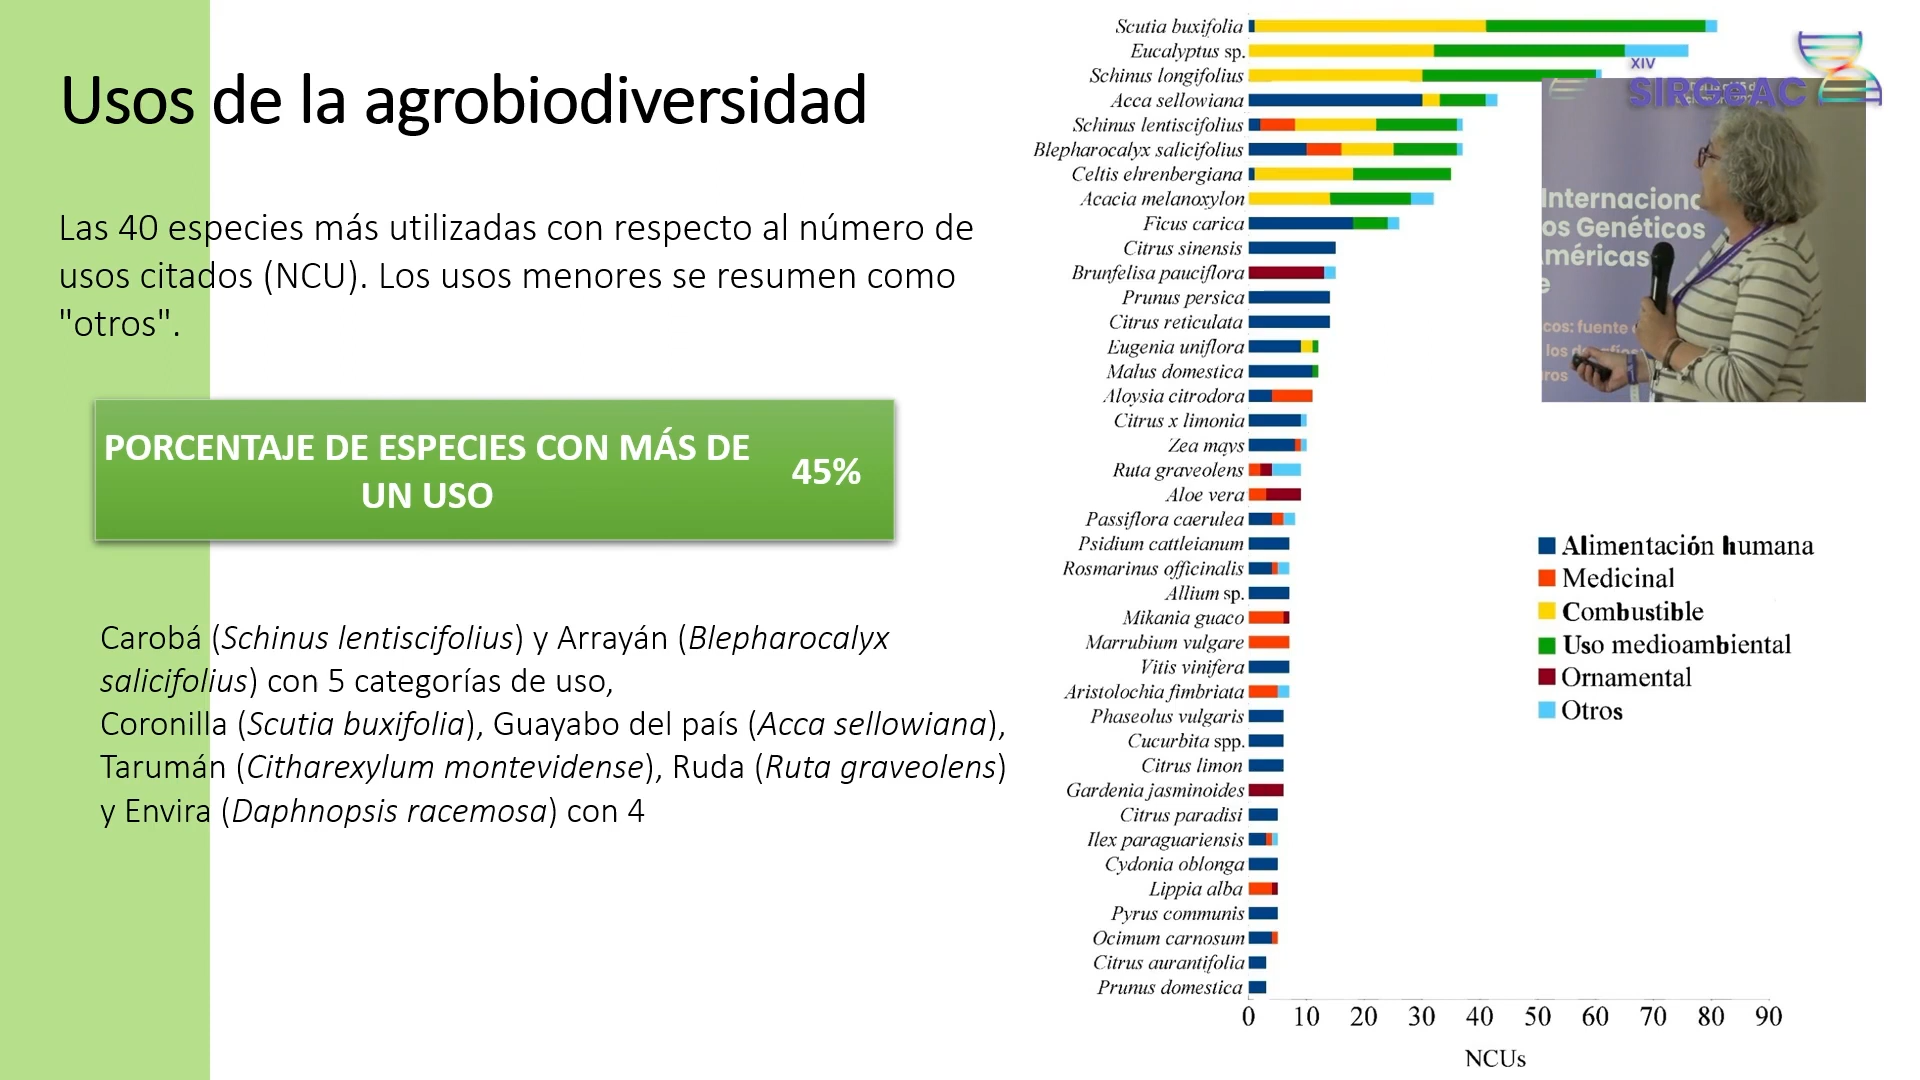 Usos de la agrobiodiversidad
Las 40 especies más utilizadas con respecto al número de
usos citados (NCU). Los usos menores se resumen como
"otros".
PORCENTAJE DE ESPECIES CON MÁS DE
UN USO
45%
Carobá (Schinus lentiscifolius) y Arrayán (Blepharocalyx
salicifolius) con 5 categorías de uso,
Coronilla (Scutia buxifolia), Guayabo del país (Acca sellowiana),
Tarumán (Citharexylum montevidense), Ruda (Ruta graveolens)
y Envira (Daphnopsis racemosa) con 4
Scutia buxifolia
Eucalyptus sp.
Schinus longifolius
Acca sellowiana
Schinus lentiscifolius
Blepharocalyx salicifolius
Celtis ehrenbergiana
Acacia melanoxylon
Ficus carica
Citrus sinensis
Brunfelisa pauciflora
Prunus persica
Citrus reticulata
Eugenia uniflora
Malus domestica
Aloysia citrodora
Citrus x limonia
Zea mays
Ruta graveolens
Aloe vera
Passiflora caerulea
Psidium cattleianum
Rosmarinus officinalis
Allium sp.
Mikania guaco
Marrubium vulgare
Vitis vinifera
Aristolochia fimbriata
Phaseolus vulgaris
Cucurbita spp.
Citrus limon
Gardenia jasminoides
Citrus paradisi
Ilex paraguariensis
Cydonia oblonga
Lippia alba
Pyrus communis
Ocimum carnosum
Citrus aurantifolia
Prunus domestica
0 10 20 30 40 50 60 70 80 90
NCUs
Alimentación humana
Medicinal
Combustible
Uso medioambiental
Ornamental
Otros
XIV
SIRGeAC
Internacion
os Genéticos
méricas
e
cos: fuente
los
ros